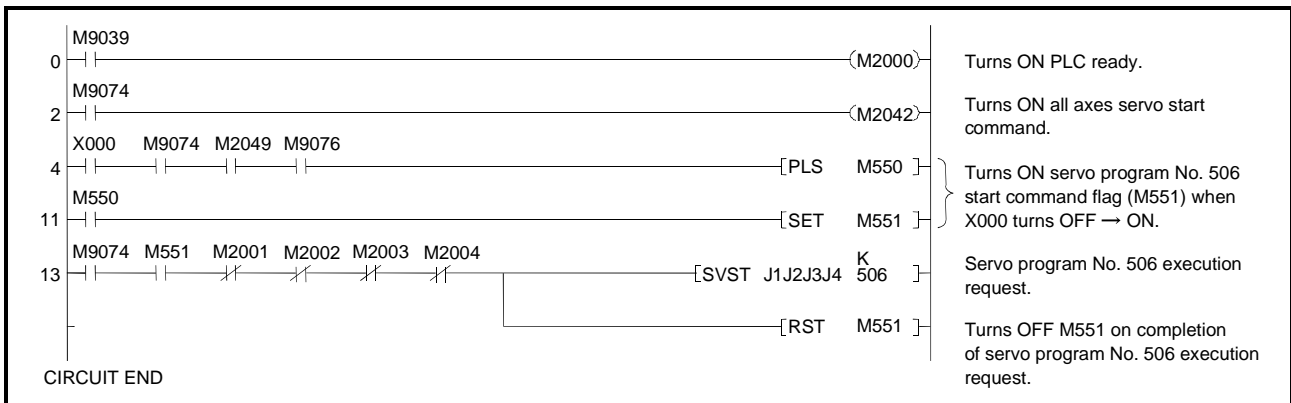 M9039
0 (M2000) Turns ON PLC ready.
M9074
2 (M2042) Turns ON all axes servo start
command.
X000 M9074 M2049 M9076
4 [PLS M550 ] Turns ON servo program No. 506
start command flag (M551) when
X000 turns OFF → ON.
M550
11 [SET M551 ]
M9074 M551 M2001 M2002 M2003 M2004
13 [SVST J1J2J3J4 K 506 ] Servo program No. 506 execution
request.
[RST M551 ] Turns OFF M551 on completion
of servo program No. 506 execution
request.
CIRCUIT END